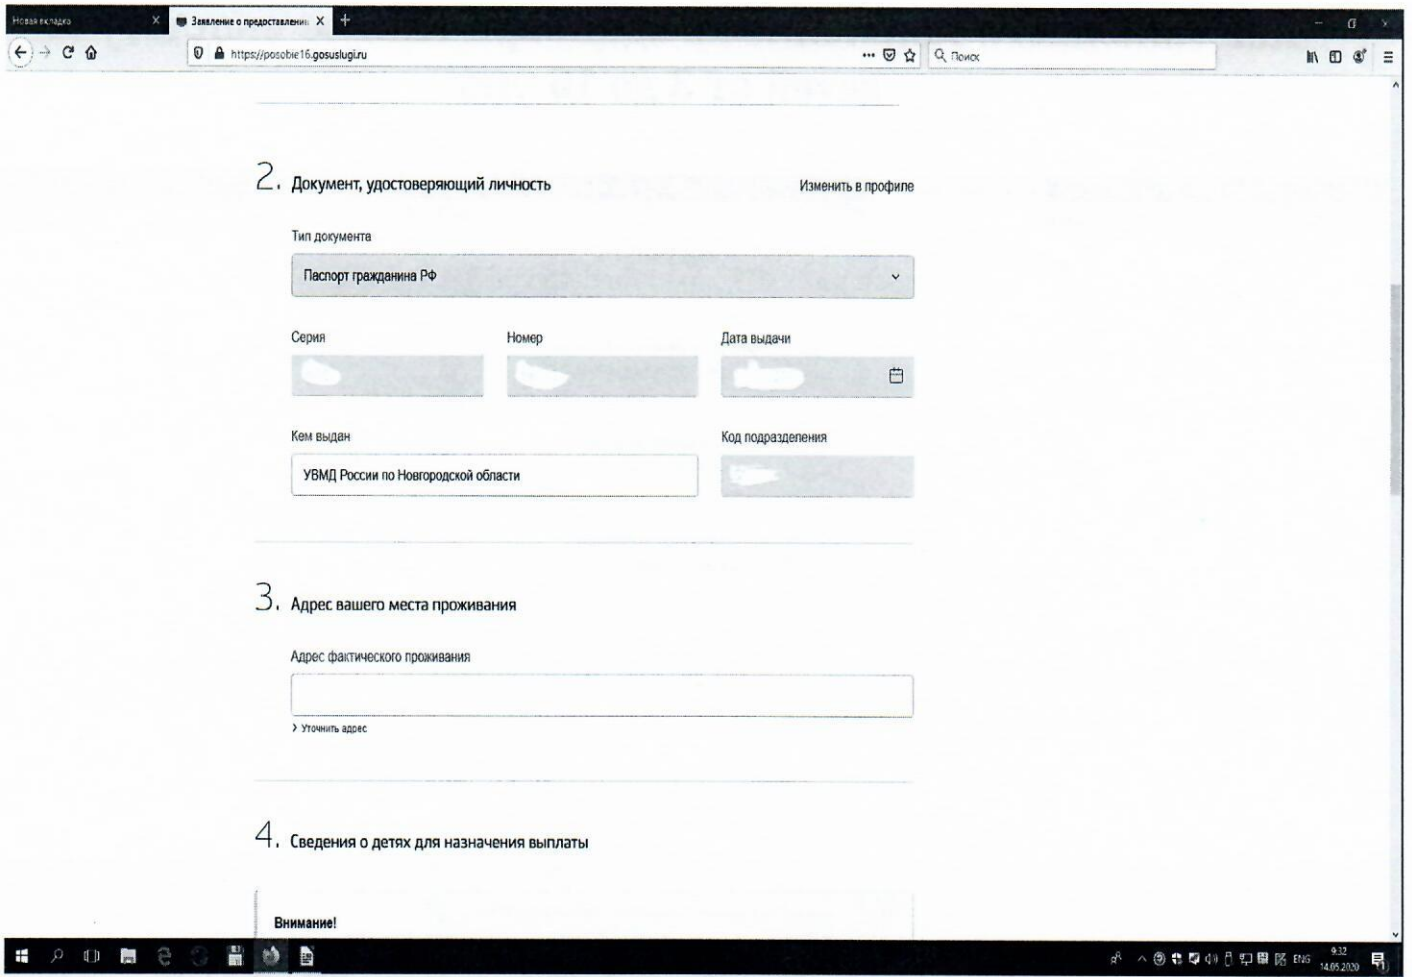 Новая вкладка
Заявление о предоставлении
https://posobie16.gosuslugi.ru
Поиск
2. Документ, удостоверяющий личность
Изменить в профиле
Тип документа
Паспорт гражданина РФ
Серия
Номер
Дата выдачи
Кем выдан
Код подразделения
УВМД России по Новгородской области
3. Адрес вашего места проживания
Адрес фактического проживания
Уточнить адрес
4. Сведения о детях для назначения выплаты
Внимание!
ENG
9:32
14.05.2020